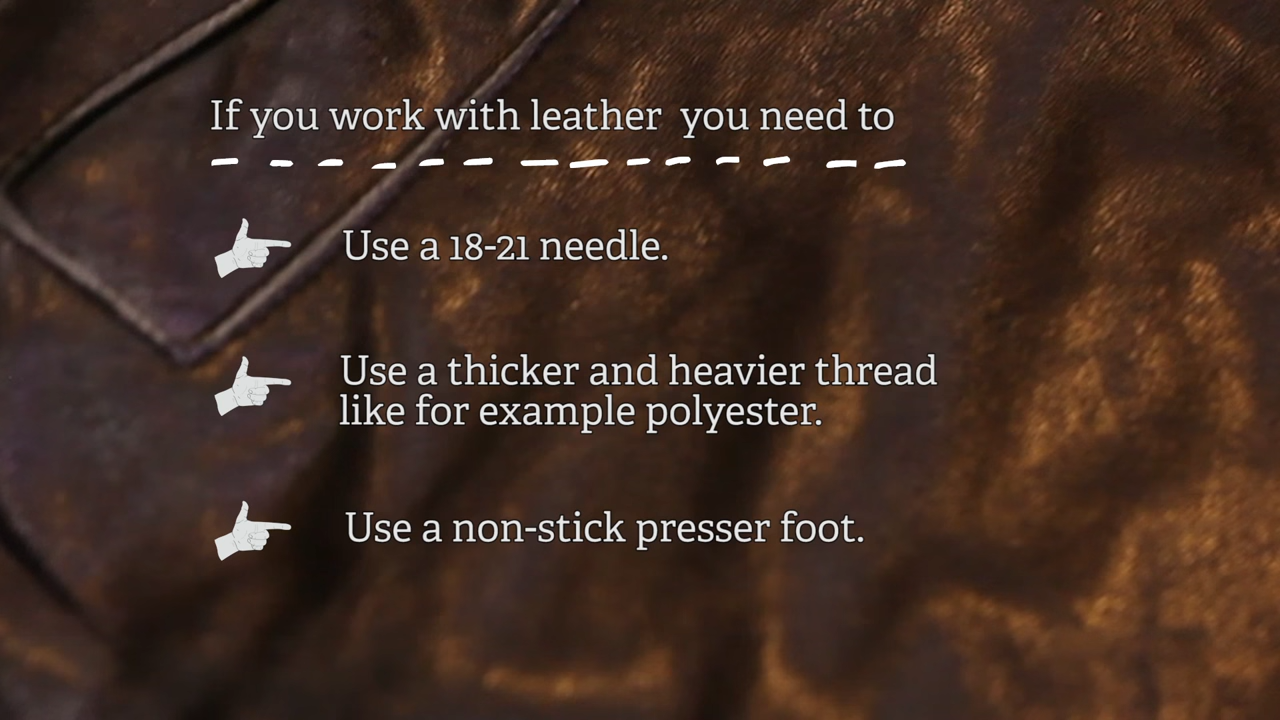 If you work with leather you need to
Use a 18-21 needle.
Use a thicker and heavier thread
like for example polyester.
Use a non-stick presser foot.